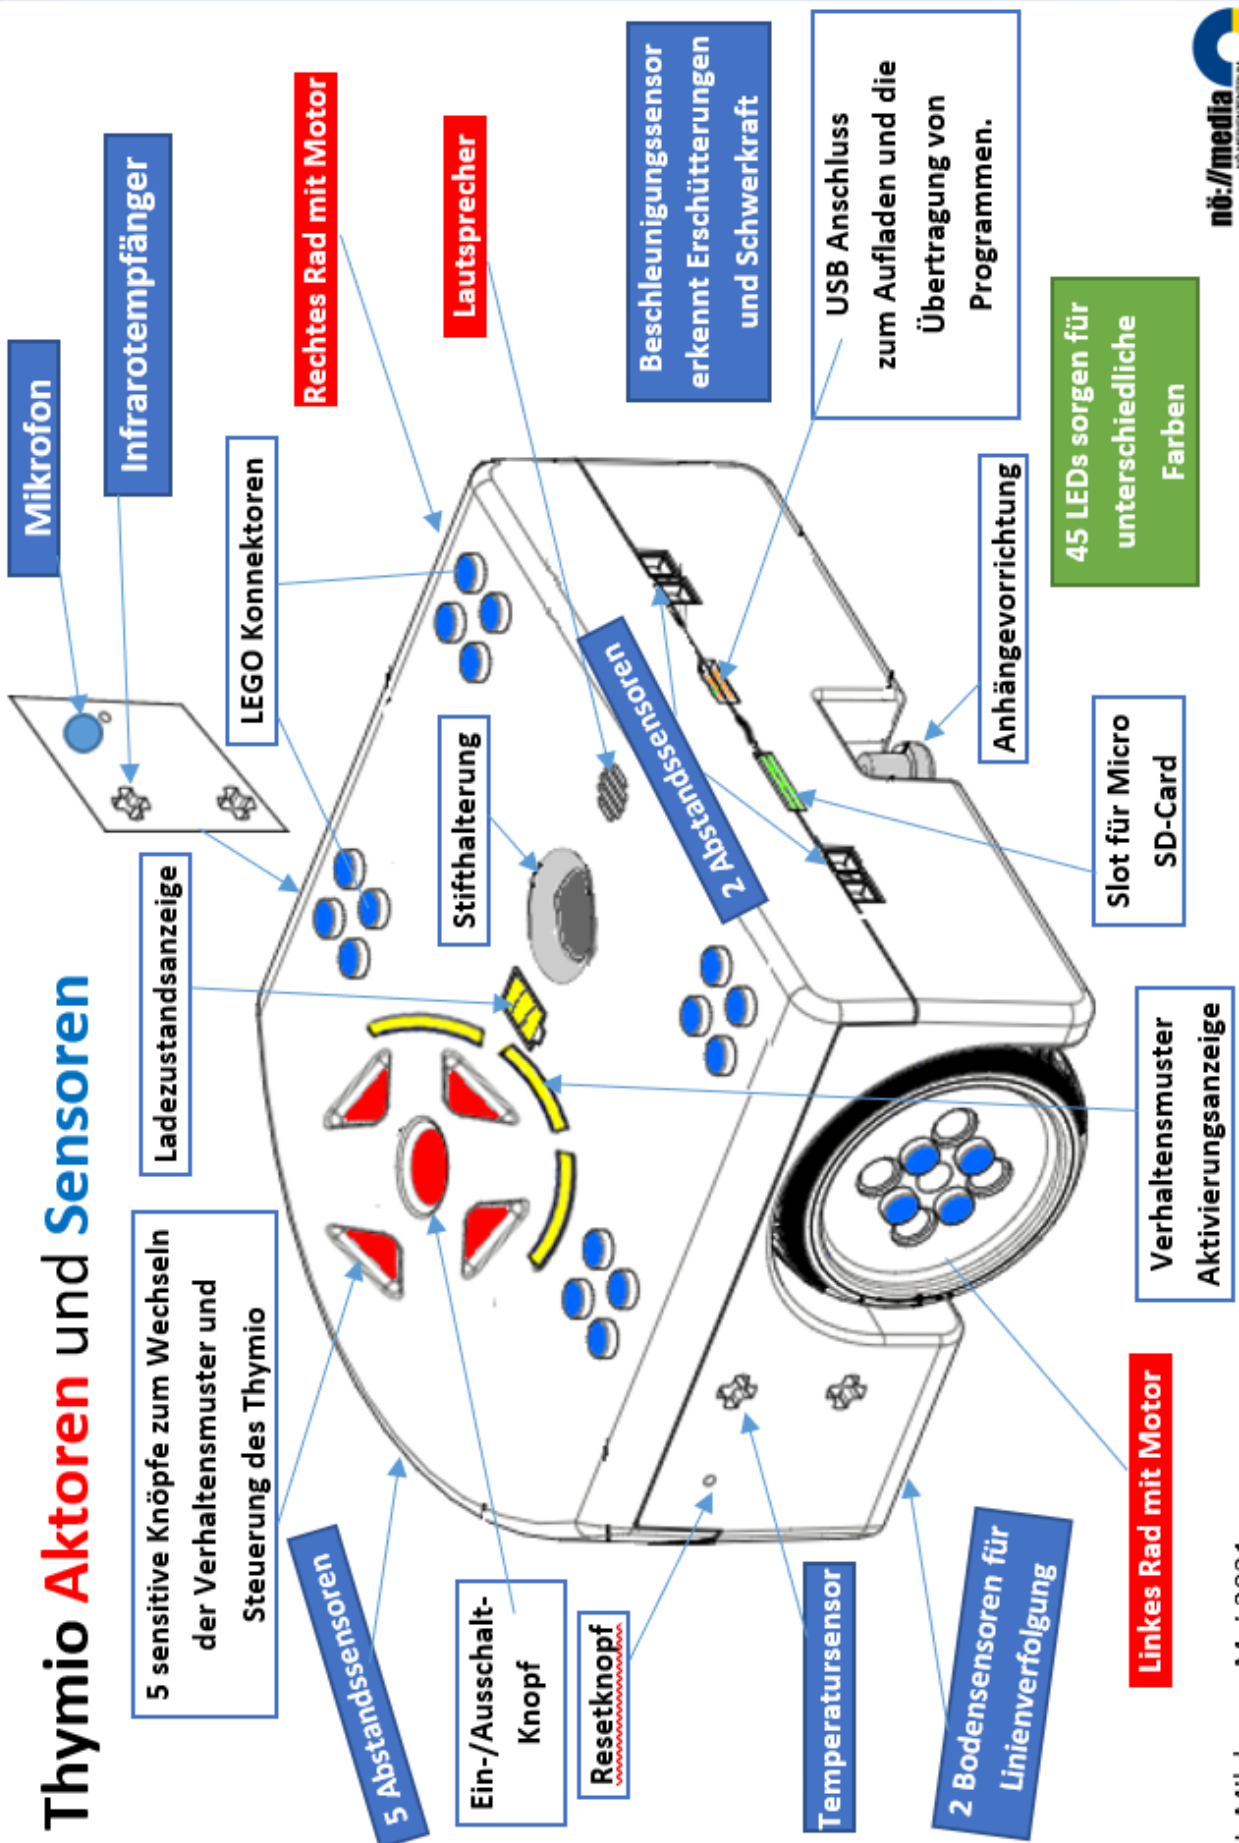 Thymio Aktoren und Sensoren
Mikrofon
Infrarotempfänger
5 sensitive Knöpfe zum Wechseln
der Verhaltensmuster und
Steuerung des Thymio
Ladezustandsanzeige
LEGO Konnektoren
Rechtes Rad mit Motor
5 Abstandssensoren
Stifthalterung
Lautsprecher
Ein-/Ausschalt-
Knopf
Resetknopf
2 Abstandssensoren
Beschleunigungssensor
erkennt Erschütterungen
und Schwerkraft
USB Anschluss
zum Aufladen und die
Übertragung von
Programmen.
Temperatursensor
2 Bodensensoren für
Linienverfolgung
Anhängevorrichtung
45 LEDs sorgen für
unterschiedliche
Farben
Slot für Micro
SD-Card
Verhaltensmuster
Aktivierungsanzeige
Linkes Rad mit Motor
nö://media